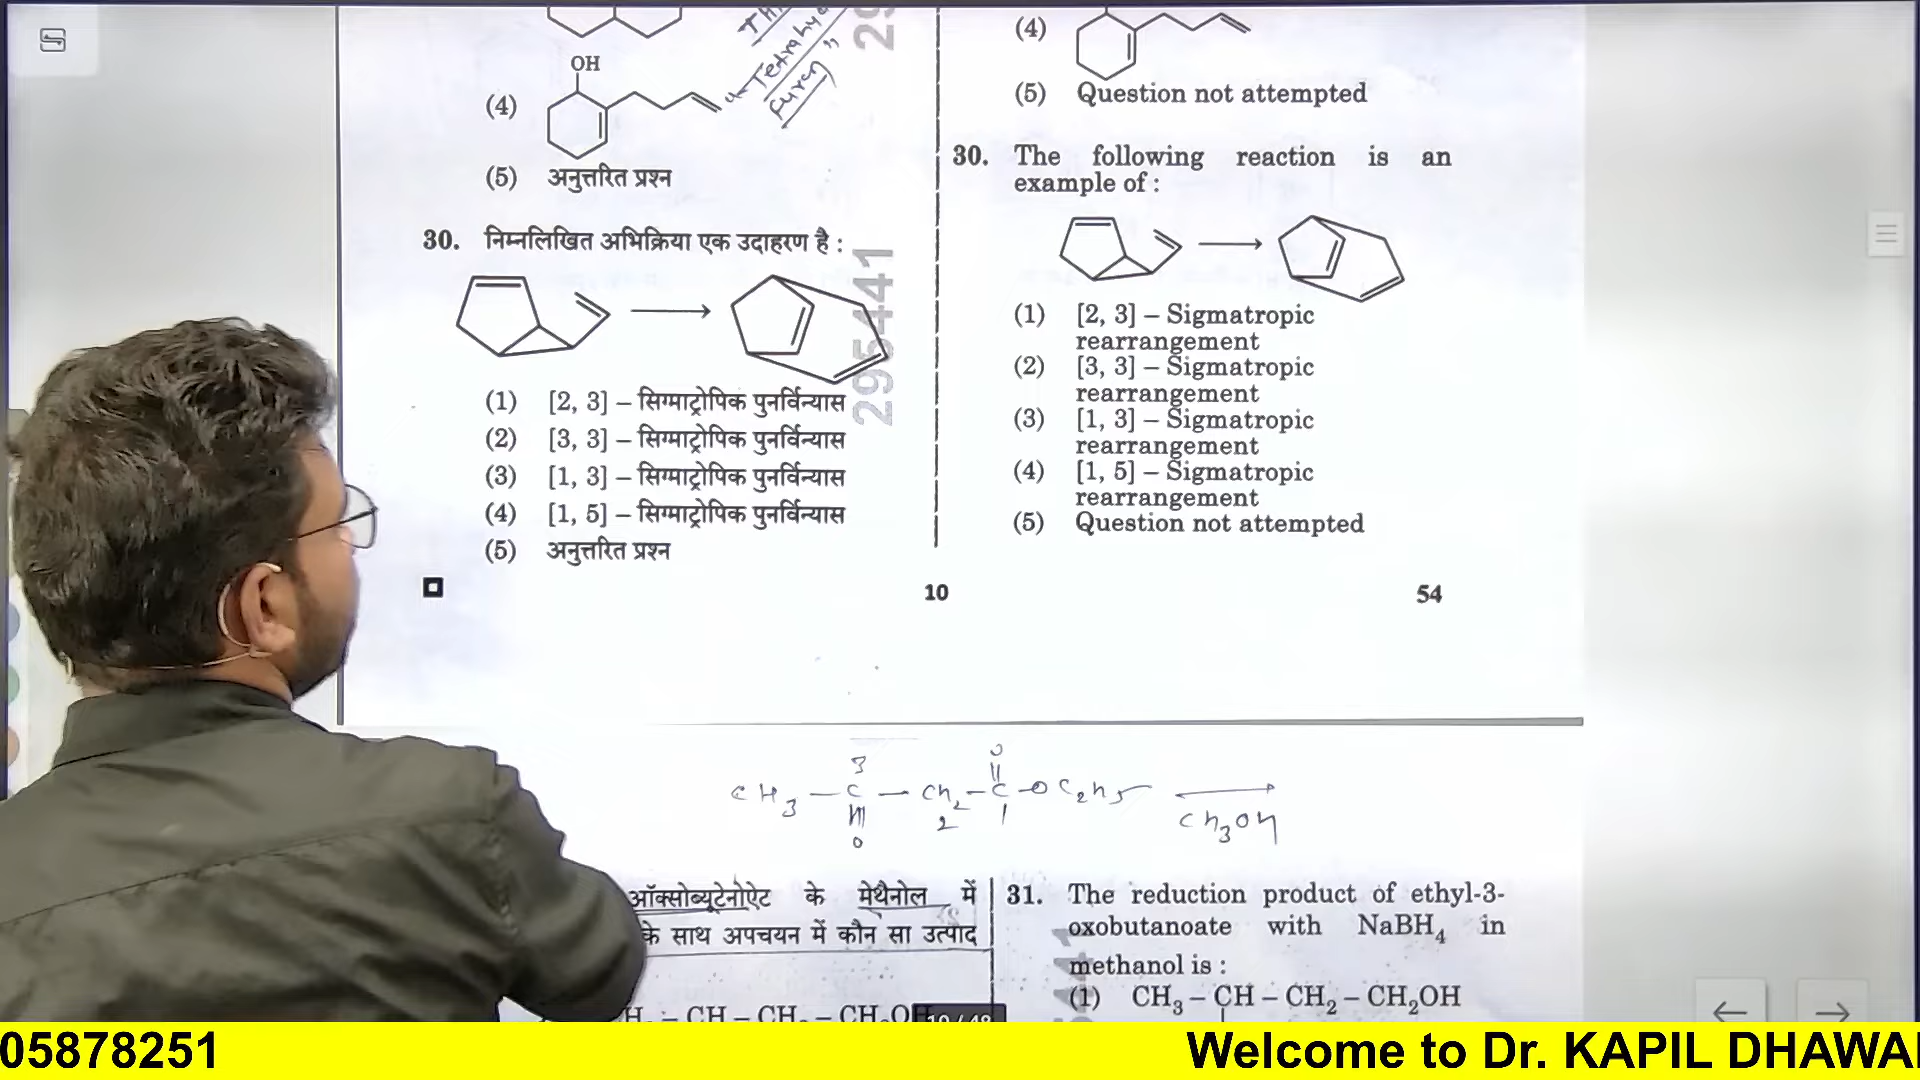 OH
(4)
(5) अनुत्तरित प्रश्न
30. निम्नलिखित अभिक्रिया एक उदाहरण है :
(1) [2, 3] – सिग्माट्रोपिक पुनर्विन्यास
(2) [3, 3] – सिग्माट्रोपिक पुनर्विन्यास
(3) [1, 3] – सिग्माट्रोपिक पुनर्विन्यास
(4) [1, 5] – सिग्माट्रोपिक पुनर्विन्यास
(5) अनुत्तरित प्रश्न
295441
(4)
(5) Question not attempted
30. The following reaction is an
example of :
(1) [2, 3] – Sigmatropic
rearrangement
(2) [3, 3] – Sigmatropic
rearrangement
(3) [1, 3] – Sigmatropic
rearrangement
(4) [1, 5] – Sigmatropic
rearrangement
(5) Question not attempted
10
54
ऑक्सोब्यूटेनोऐट के मेथैनोल में
के साथ अपचयन में कौन सा उत्पाद
31. The reduction product of ethyl-3-
oxobutanoate with NaBH4 in
methanol is :
(1) CH3 – CH – CH2 – CH2OH
05878251
Welcome to Dr. KAPIL DHAWA